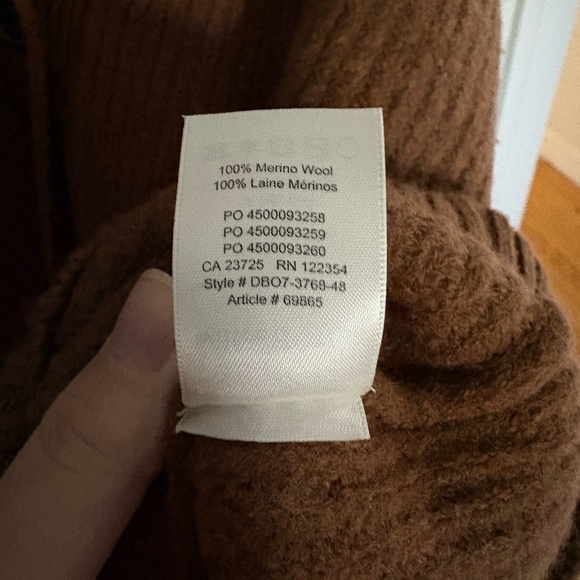 100% Merino Wool
100% Laine Mérinos
PO 4500093258
PO 4500093259
PO 4500093260
CA 23725 RN 122354
Style # DBO7-3768-48
Article # 69865